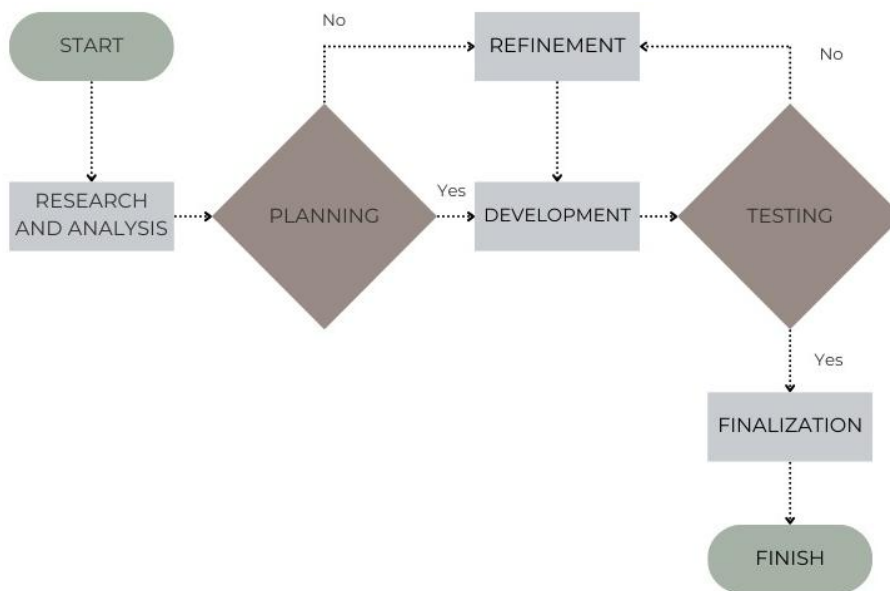 START
No
REFINEMENT
No
RESEARCH
AND ANALYSIS
PLANNING
Yes
DEVELOPMENT
TESTING
Yes
FINALIZATION
FINISH